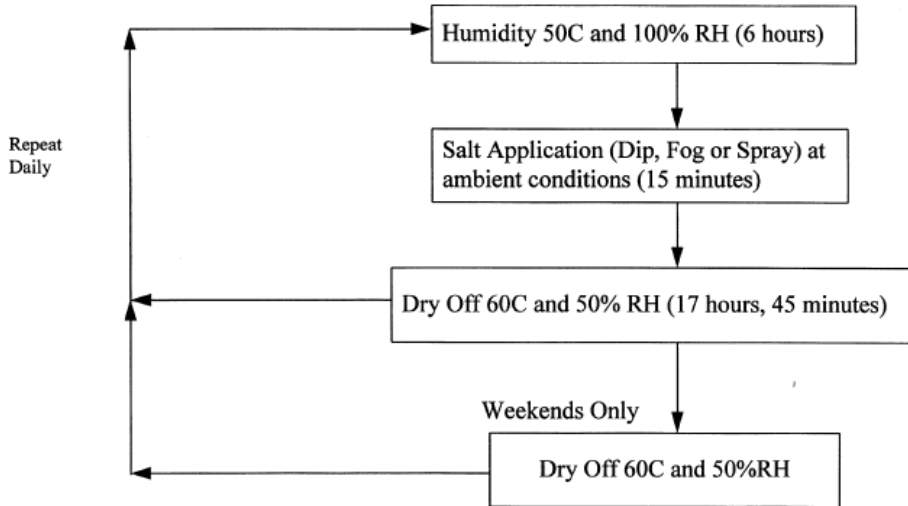 Humidity 50C and 100% RH (6 hours)
Repeat
Daily
Salt Application (Dip, Fog or Spray) at
ambient conditions (15 minutes)
Dry Off 60C and 50% RH (17 hours, 45 minutes)
Weekends Only
Dry Off 60C and 50%RH